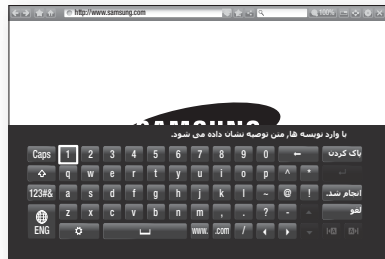 http://www.samsung.com 100%
SAMSUNG
با وارد نویسه ها, متن توصیه نشان داده می شود.
Caps 1 2 3 4 5 6 7 8 9 0 ← پاک کردن
q w e r t y u i o p ^ *
123#& a s d f g h j k l ~ @ ! انجام شد.
z x c v b n m , . ? - لغو
ENG www. .com /